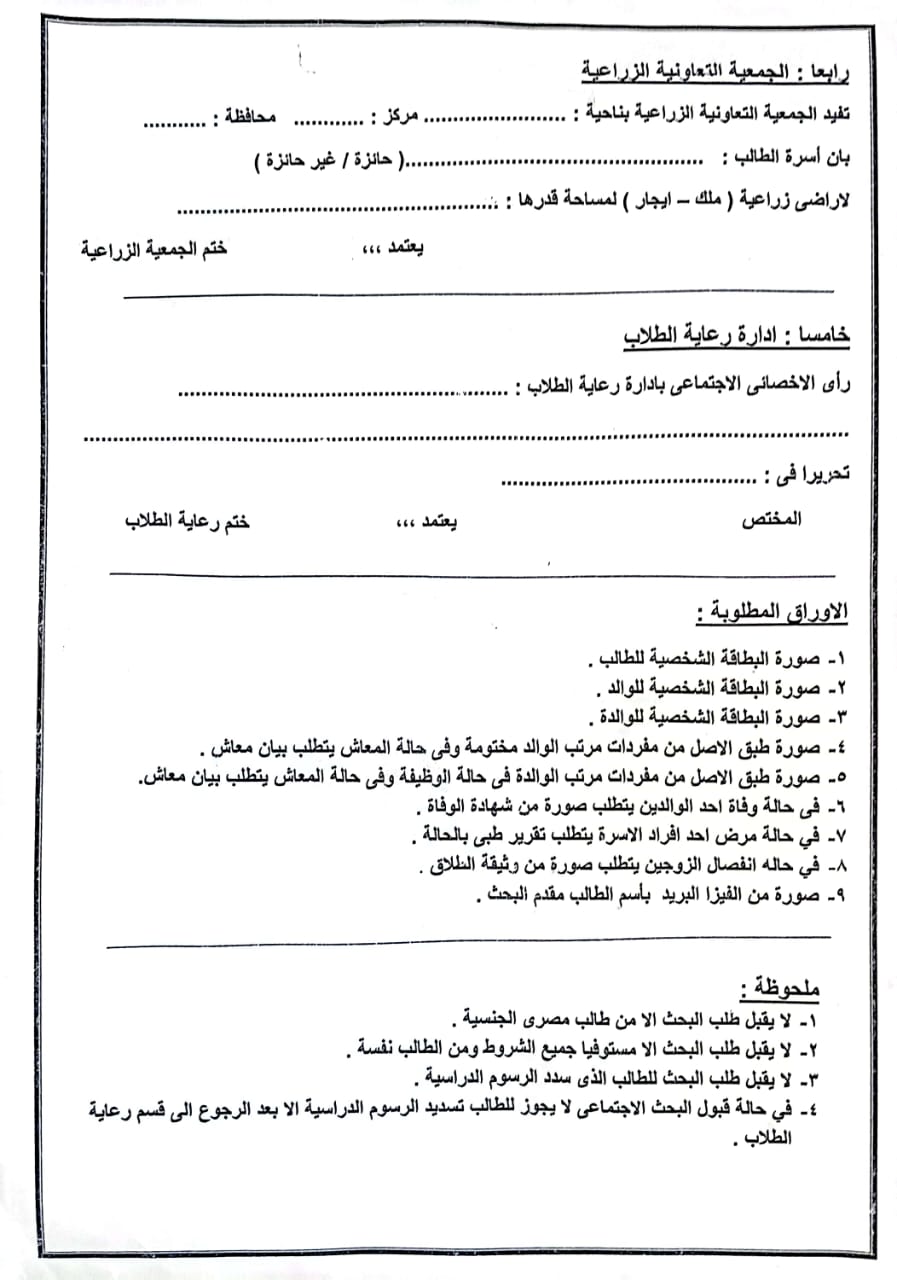 رابعا : الجمعية التعاونية الزراعية
تفيد الجمعية التعاونية الزراعية بناحية : ........................ مركز : ............ محافظة : ...........
بان أسرة الطالب : ..................................................( حائزة / غير حائزة )
لاراضى زراعية ( ملك – ايجار ) لمساحة قدرها : ......................................................
يعتمد ،،، ختم الجمعية الزراعية
خامسا : ادارة رعاية الطلاب
رأى الاخصائى الاجتماعى بادارة رعاية الطلاب : ........................................................
................................................................................................................................
تحريرا فى : ...........................................
المختص يعتمد ،،، ختم رعاية الطلاب
الاوراق المطلوبة :
١- صورة البطاقة الشخصية للطالب .
٢- صورة البطاقة الشخصية للوالد .
٣- صورة البطاقة الشخصية للوالدة .
٤- صورة طبق الاصل من مفردات مرتب الوالد مختومة وفى حالة المعاش يتطلب بيان معاش .
٥- صورة طبق الاصل من مفردات مرتب الوالدة فى حالة الوظيفة وفى حالة المعاش يتطلب بيان معاش.
٦- فى حالة وفاة احد الوالدين يتطلب صورة من شهادة الوفاة .
٧- في حالة مرض احد افراد الاسرة يتطلب تقرير طبى بالحالة .
٨- في حاله انفصال الزوجين يتطلب صورة من وثيقة الطلاق .
٩- صورة من الفيزا البريد بأسم الطالب مقدم البحث .
ملحوظة :
١- لا يقبل طلب البحث الا من طالب مصرى الجنسية .
٢- لا يقبل طلب البحث الا مستوفيا جميع الشروط ومن الطالب نفسة .
٣- لا يقبل طلب البحث للطالب الذى سدد الرسوم الدراسية .
٤- في حالة قبول البحث الاجتماعى لا يجوز للطالب تسديد الرسوم الدراسية الا بعد الرجوع الى قسم رعاية
الطلاب .